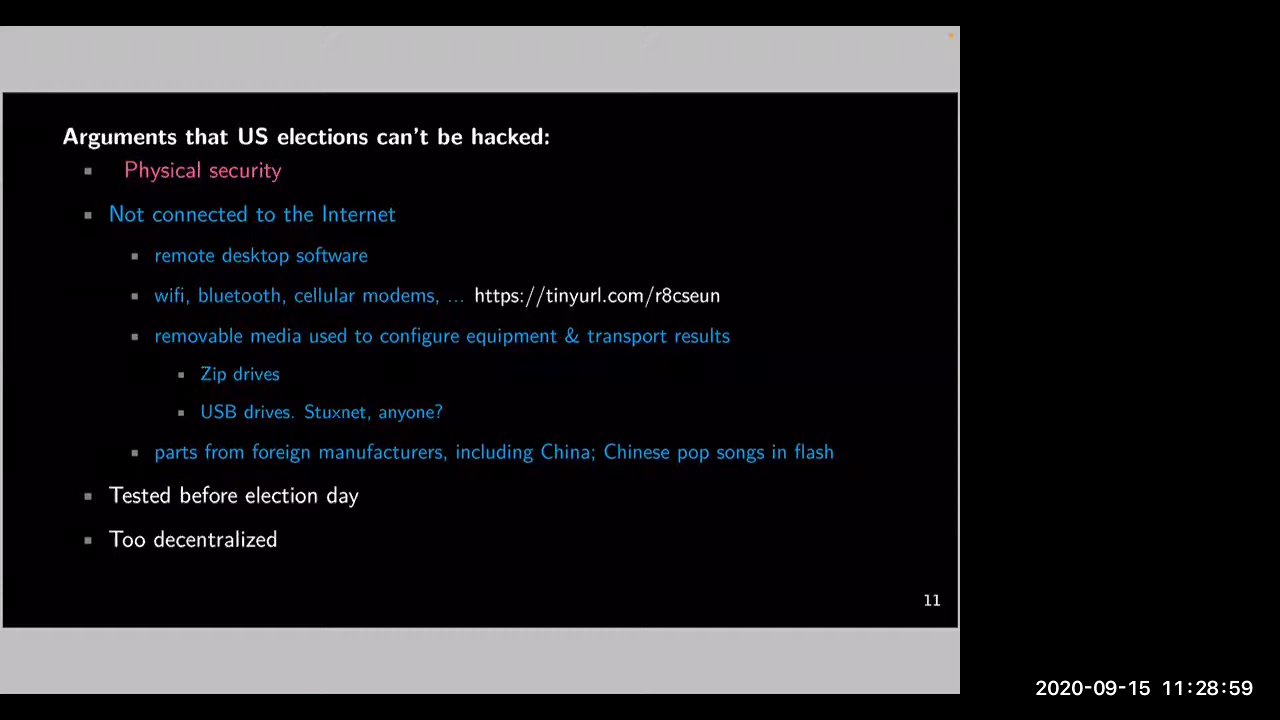 Arguments that US elections can't be hacked:
Physical security
Not connected to the Internet
remote desktop software
wifi, bluetooth, cellular modems, ... https://tinyurl.com/r8cseun
removable media used to configure equipment & transport results
Zip drives
USB drives. Stuxnet, anyone?
parts from foreign manufacturers, including China; Chinese pop songs in flash
Tested before election day
Too decentralized
11
2020-09-15 11:28:59